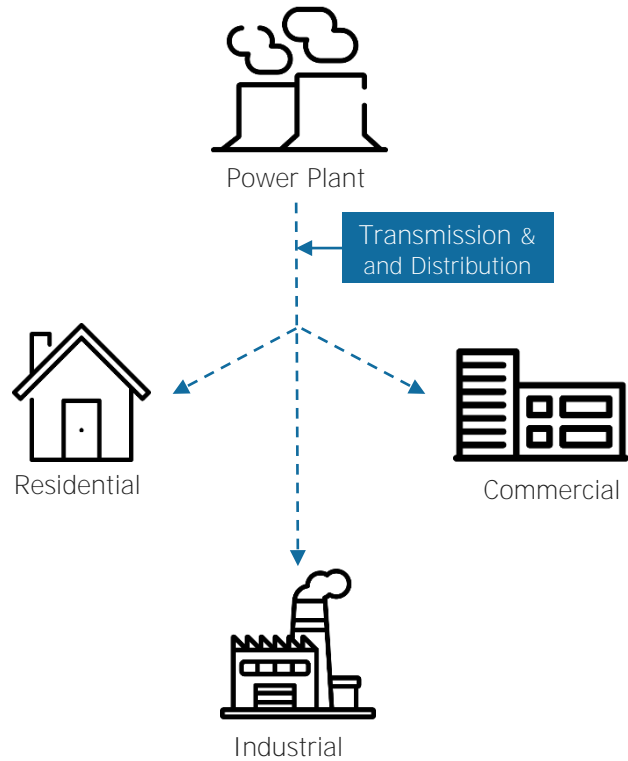 Power Plant
Transmission &
and Distribution
Residential
Commercial
Industrial